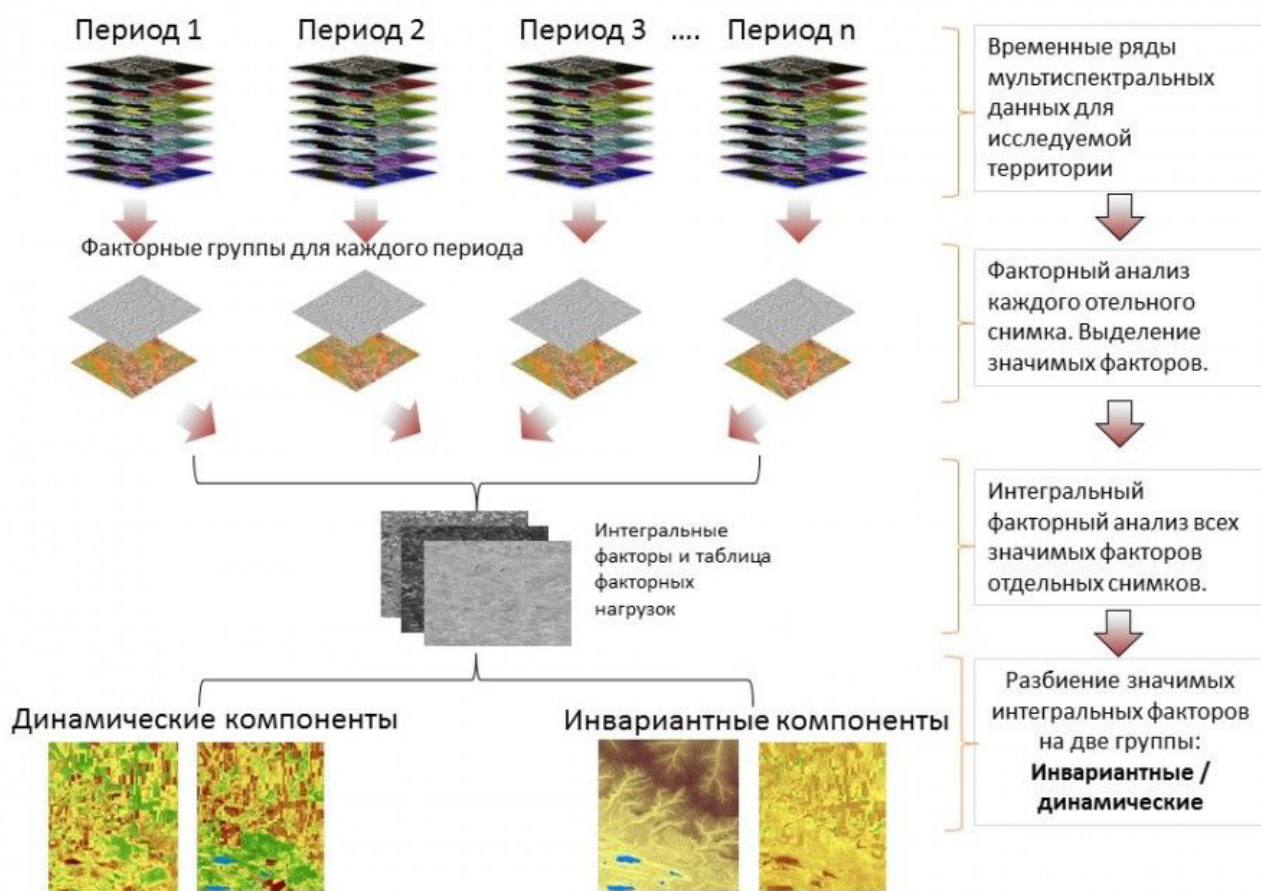 Период 1
Период 2
Период 3
....
Период n
Временные ряды
мультиспектральных
данных для
исследуемой
территории
Факторные группы для каждого периода
Факторный анализ
каждого отельного
снимка. Выделение
значимых факторов.
Интегральные
факторы и таблица
факторных
нагрузок
Интегральный
факторный анализ всех
значимых факторов
отдельных снимков.
Динамические компоненты
Инвариантные компоненты
Разбиение значимых
интегральных факторов
на две группы:
Инвариантные /
динамические